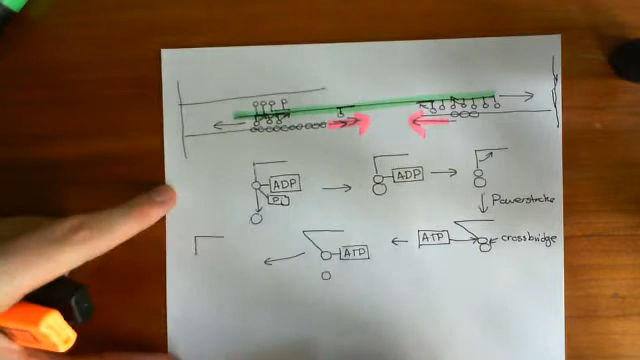 ADP
Pi
ADP
Powerstroke
ATP
crossbridge
ATP